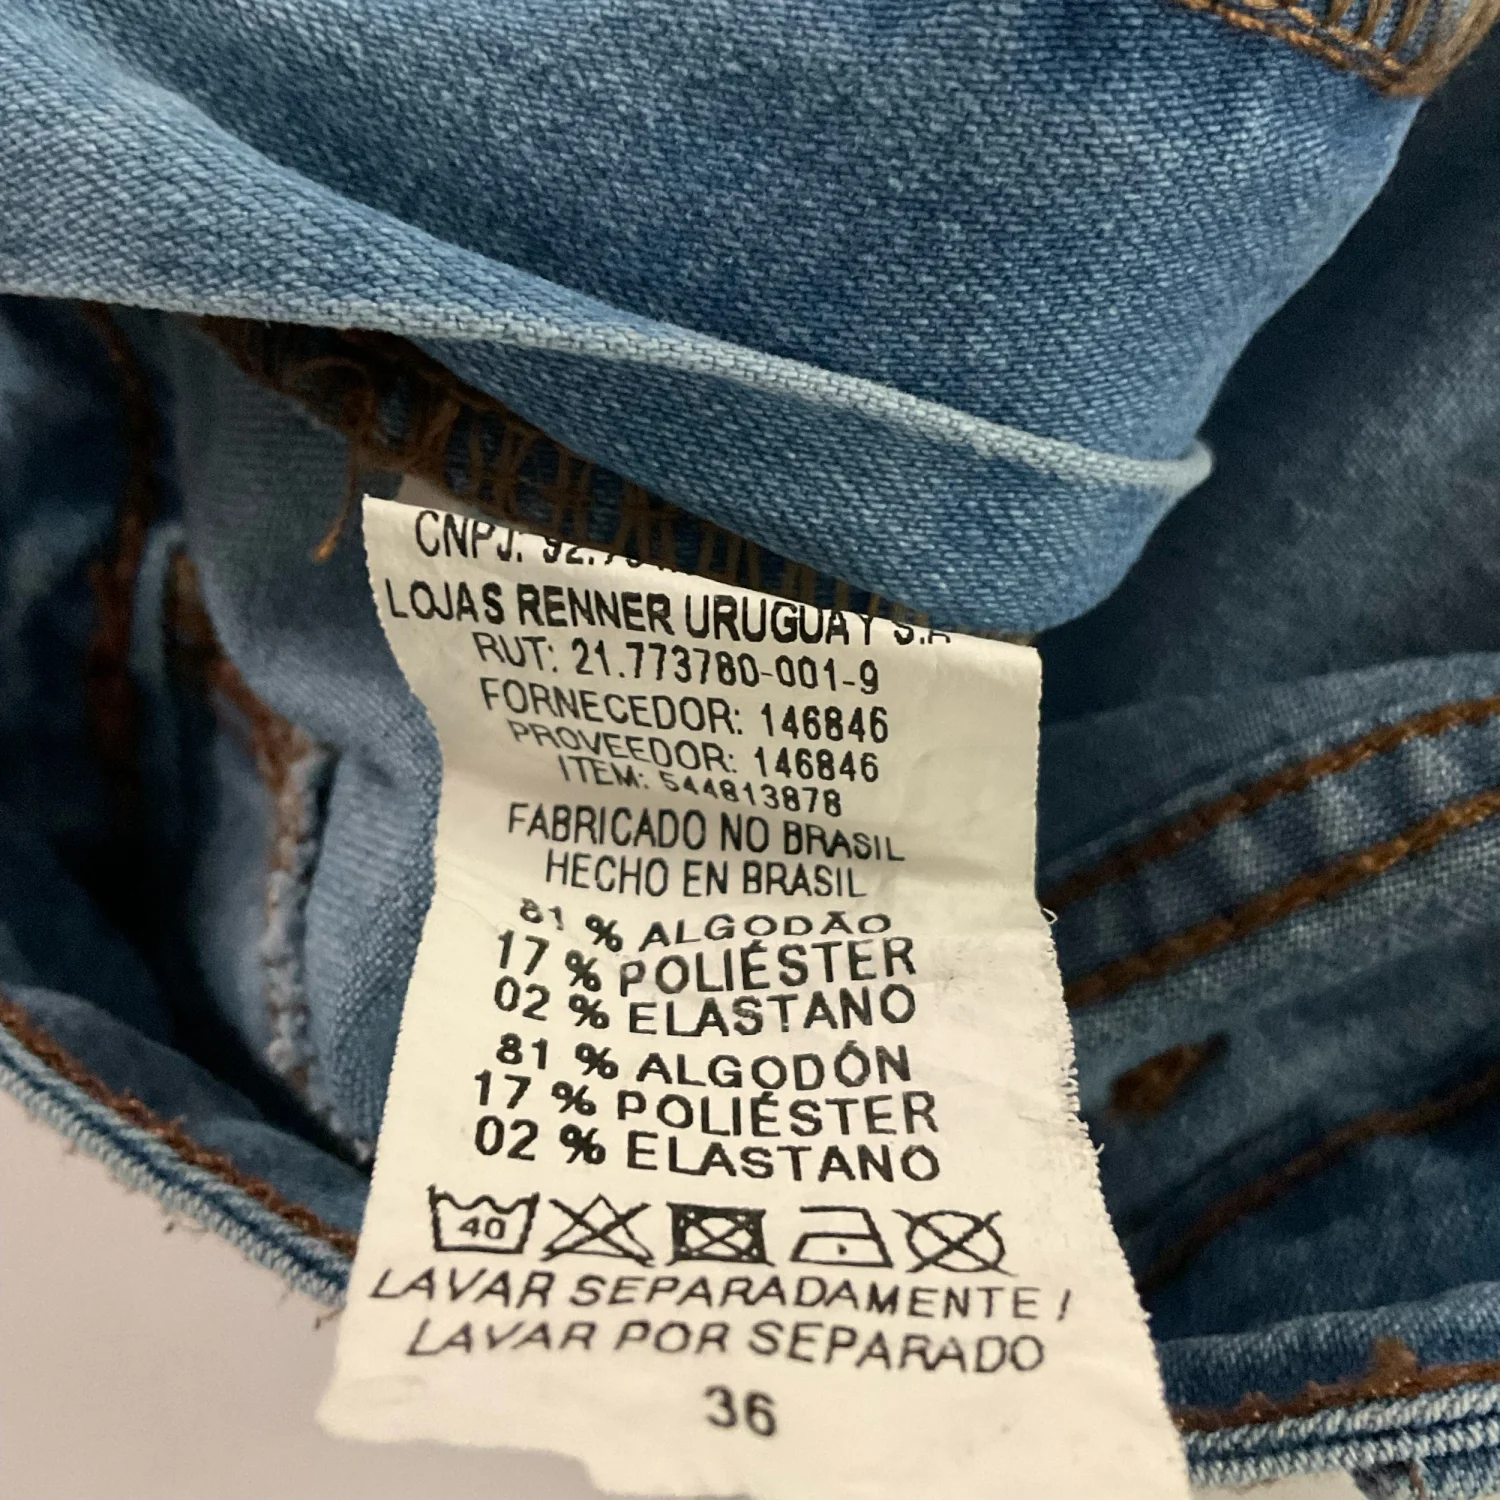 CNPJ:
LOJAS RENNER URUGUAY S.A
RUT: 21.773780-001-9
FORNECEDOR: 146846
PROVEEDOR: 146846
ITEM: 544813878
FABRICADO NO BRASIL
HECHO EN BRASIL
81 % ALGODÃO
17 % POLIÉSTER
02 % ELASTANO
81 % ALGODÓN
17 % POLIÉSTER
02 % ELASTANO
40
LAVAR SEPARADAMENTE /
LAVAR POR SEPARADO
36